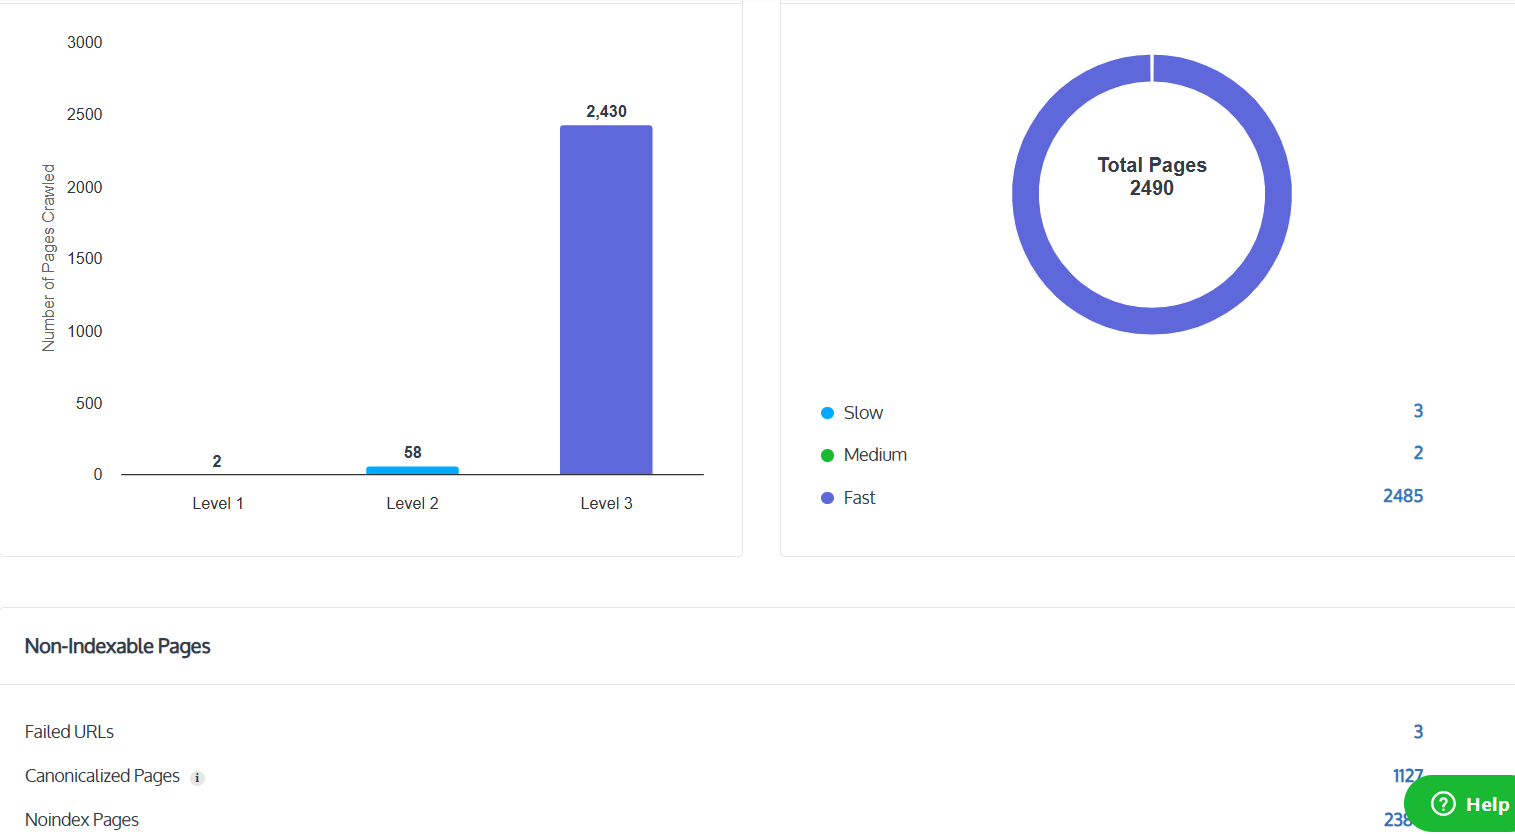 3000
2500
2000
1500
1000
500
0
Number of Pages Crawled
2
58
2,430
Level 1
Level 2
Level 3
Total Pages
2490
Slow 3
Medium 2
Fast 2485
Non-Indexable Pages
Failed URLs 3
Canonicalized Pages i 1127
Noindex Pages
? Help